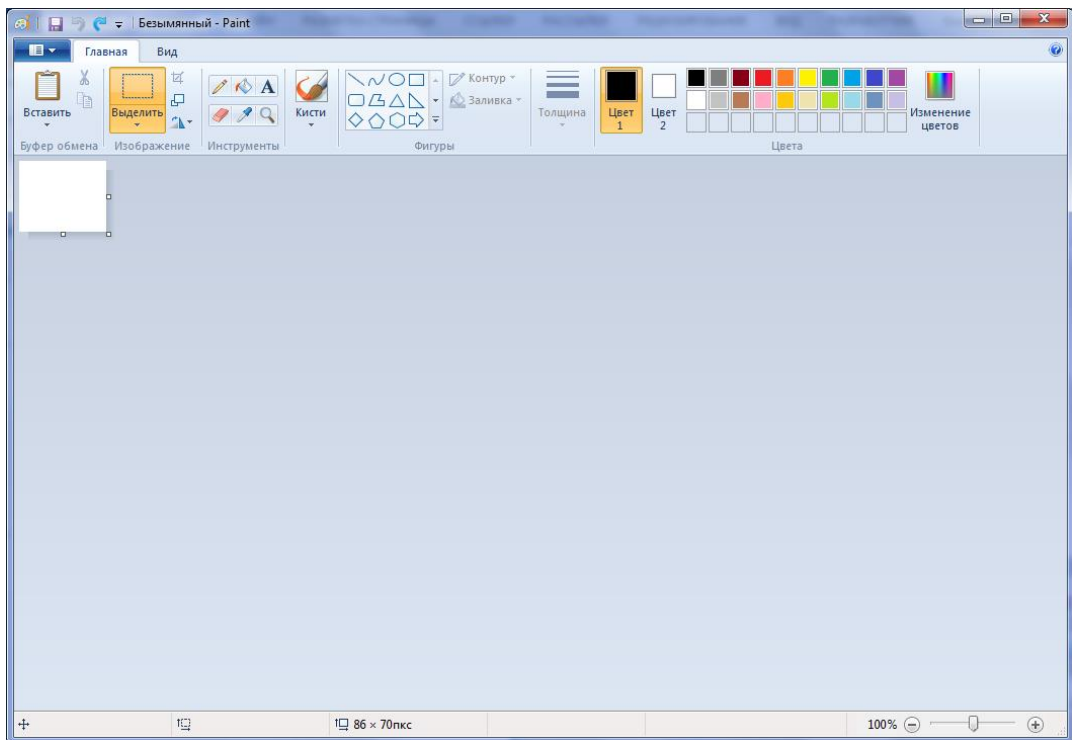 Безымянный - Paint
Главная Вид
Вставить
Выделить
A
Кисти
Контур
Заливка
Толщина
Цвет 1
Цвет 2
Изменение цветов
Буфер обмена Изображение Инструменты Фигуры Цвета
86 × 70пкс 100%